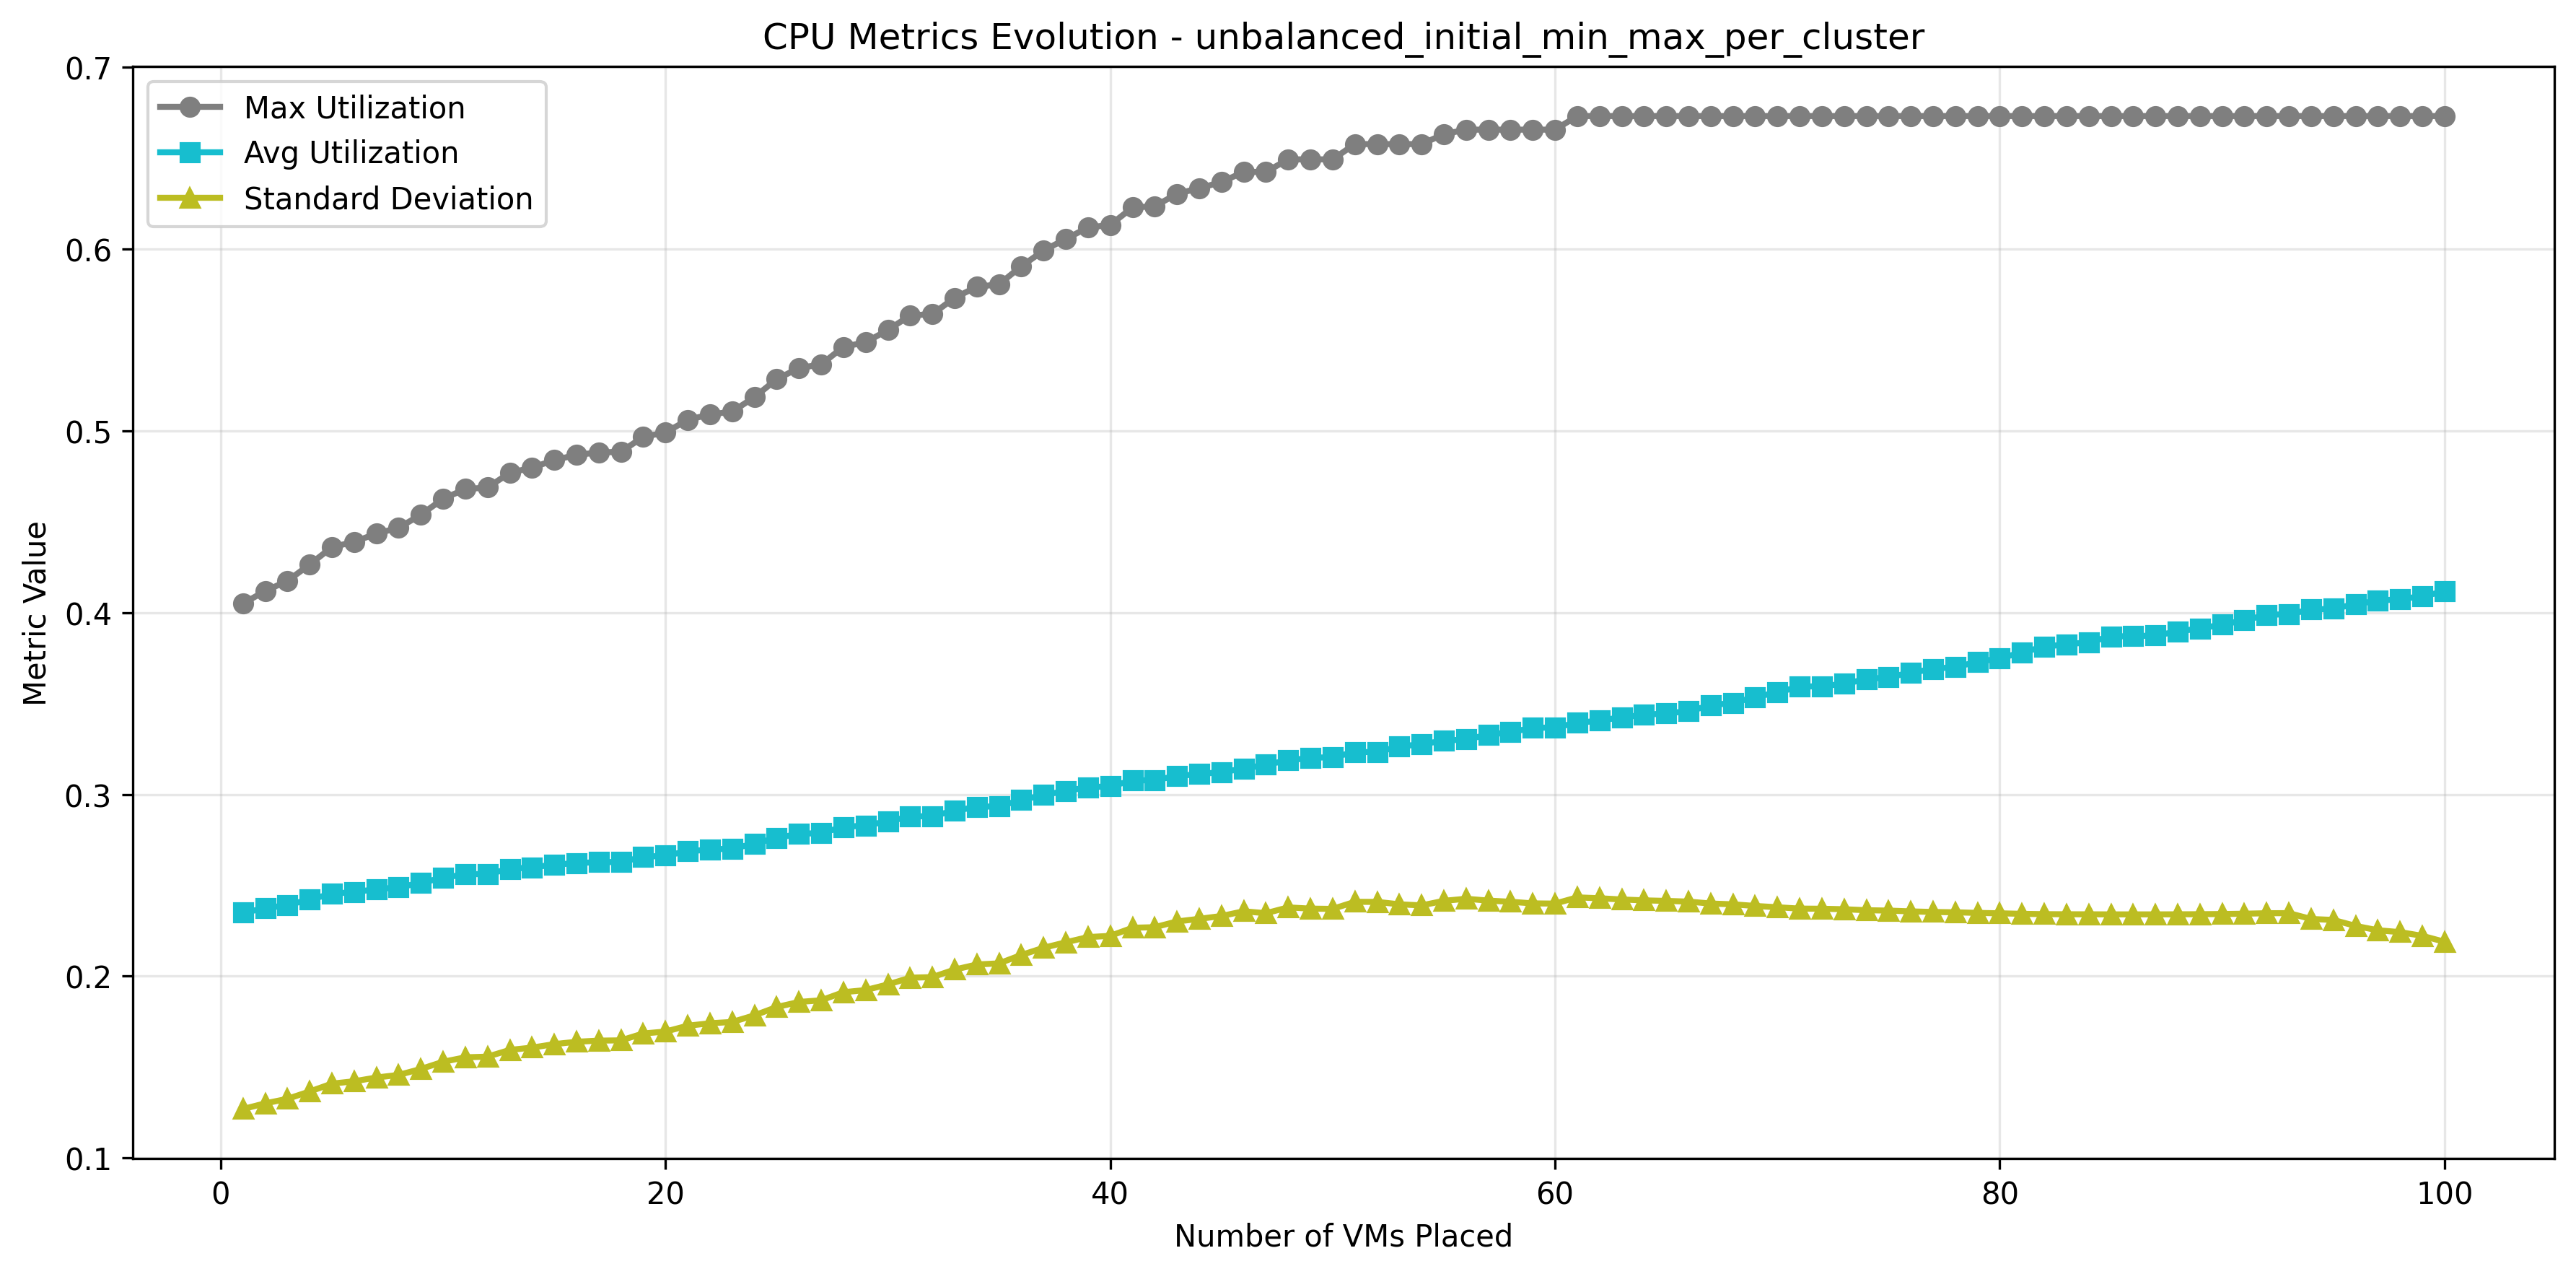 CPU Metrics Evolution - unbalanced_initial_min_max_per_cluster
0.7
Max Utilization
Avg Utilization
Standard Deviation
0.6
0.5
0.4
0.3
0.2
0.1
Metric Value
0 20 40 60 80 100
Number of VMs Placed